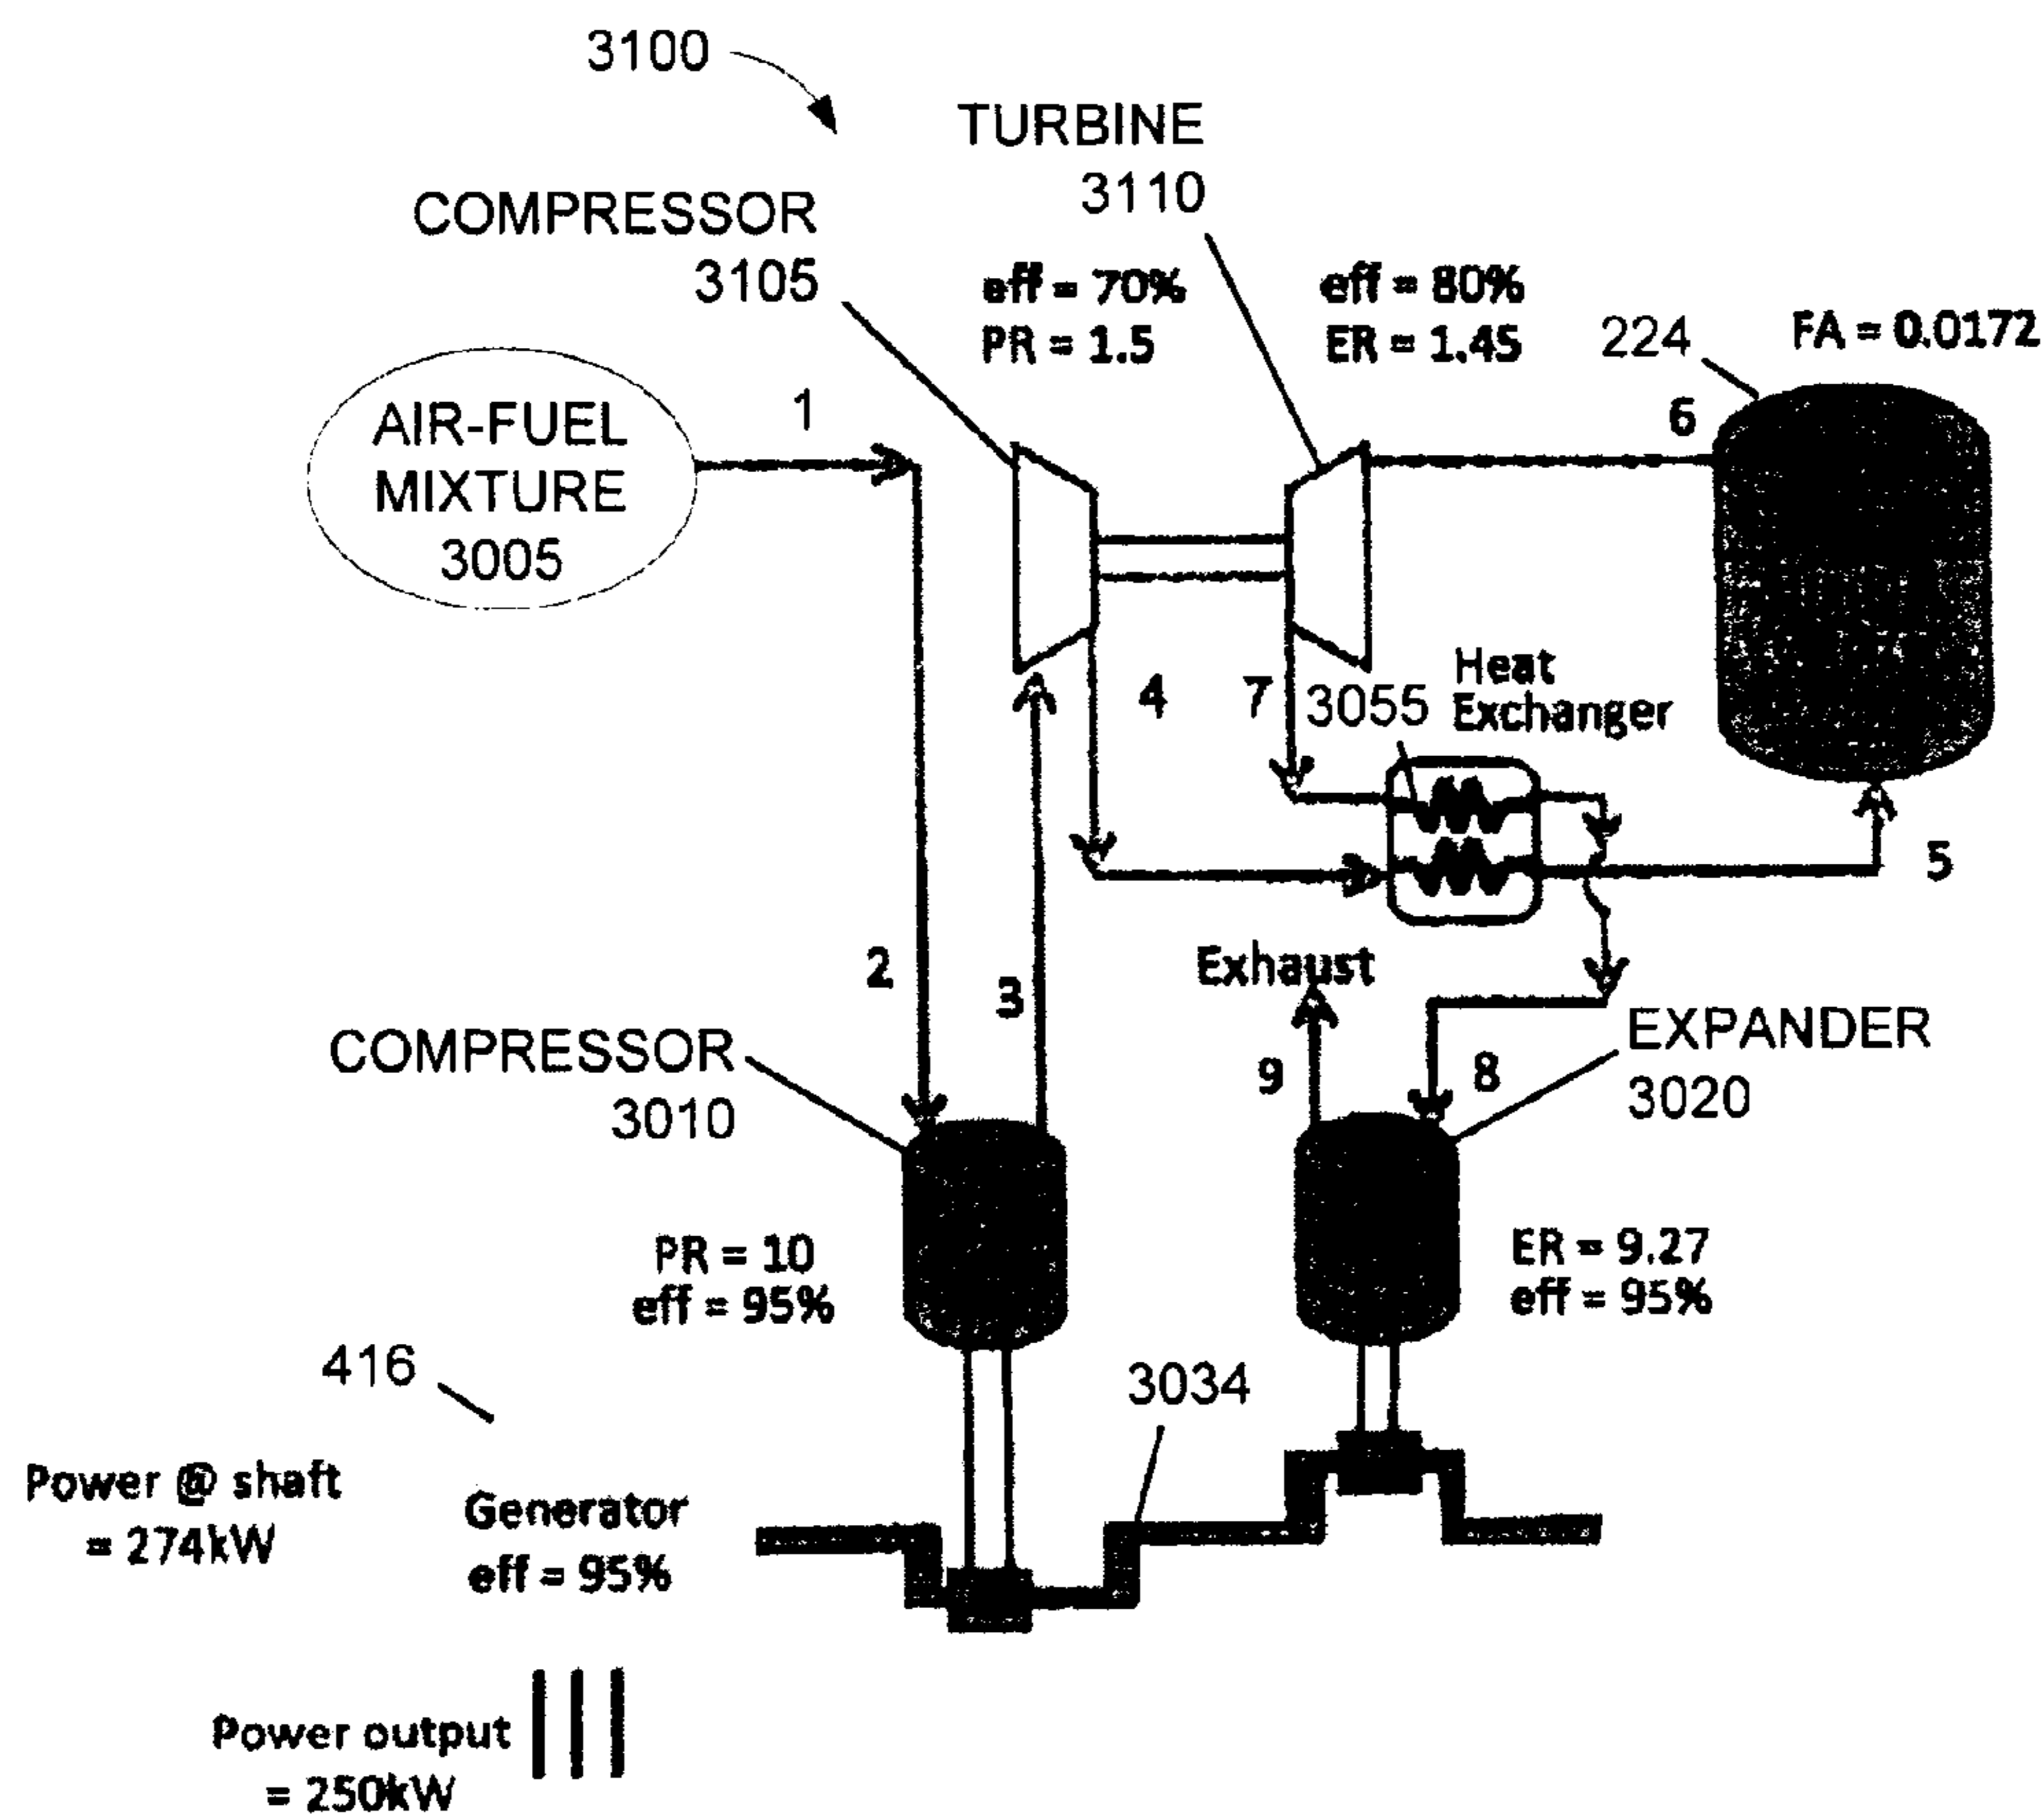 3100
TURBINE
3110
COMPRESSOR
3105
eff = 70%
PR = 1.5
eff = 80%
ER = 1.45
224
FA = 0.0172
AIR-FUEL
MIXTURE
3005
1
6
4
7
3055
Heat
Exchanger
5
2
3
Exhaust
COMPRESSOR
3010
9
8
EXPANDER
3020
PR = 10
eff = 95%
ER = 9.27
eff = 95%
416
3034
Power @ shaft
= 274kW
Generator
eff = 95%
Power output
= 250kW